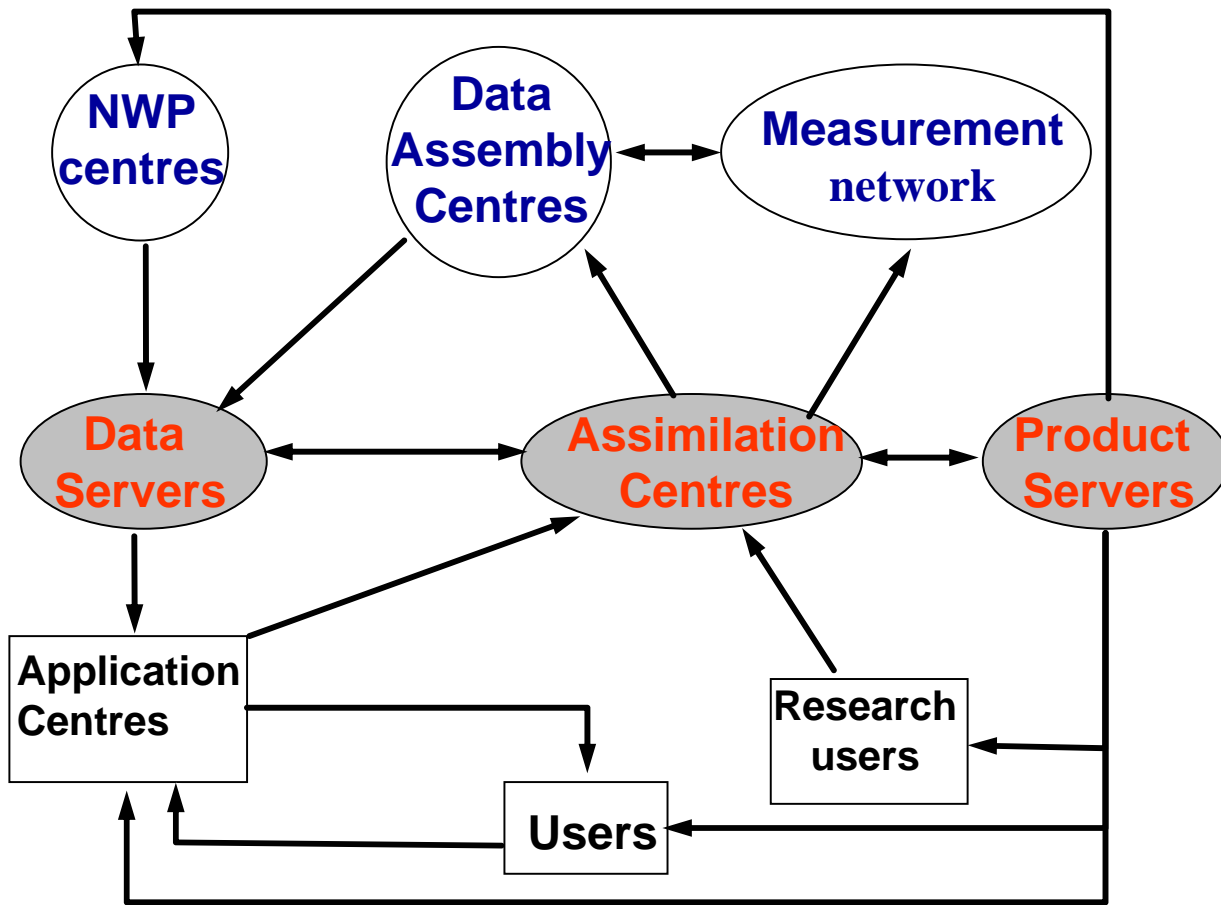 NWP
centres
Data
Assembly
Centres
Measurement
network
Data
Servers
Assimilation
Centres
Product
Servers
Application
Centres
Research
users
Users